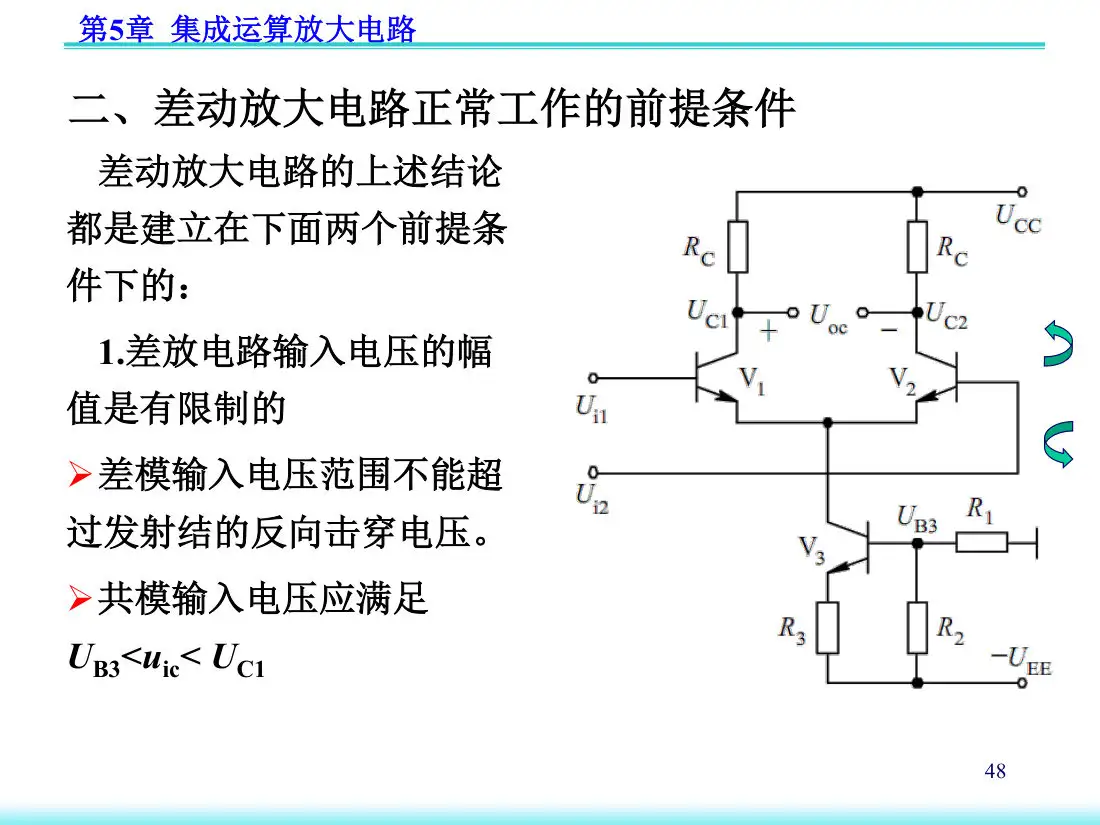 第5章 集成运算放大电路
二、差动放大电路正常工作的前提条件
差动放大电路的上述结论
都是建立在下面两个前提条
件下的：
1.差放电路输入电压的幅
值是有限制的
差模输入电压范围不能超
过发射结的反向击穿电压。
共模输入电压应满足
UB3<uic< UC1
UCC
RC RC
UC1 + Uoc − UC2
V1 V2
Ui1
Ui2
UB3 R1
V3
R3 R2
−UEE
48